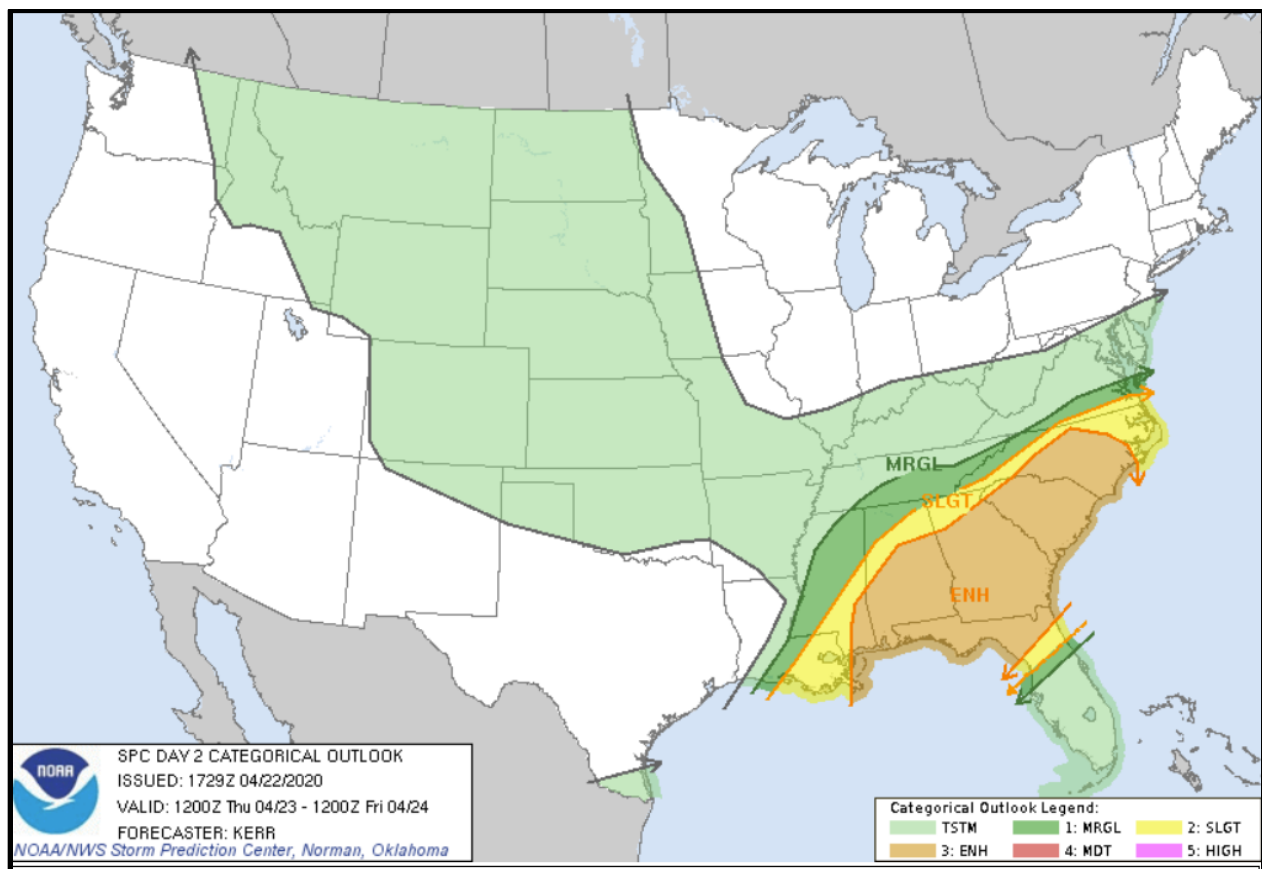 MRGL
SLGT
ENH
NOAA
SPC DAY 2 CATEGORICAL OUTLOOK
ISSUED: 1729Z 04/22/2020
VALID: 1200Z Thu 04/23 - 1200Z Fri 04/24
FORECASTER: KERR
NOAA/NWS Storm Prediction Center, Norman, Oklahoma
Categorical Outlook Legend:
TSTM 1: MRGL 2: SLGT
3: ENH 4: MDT 5: HIGH